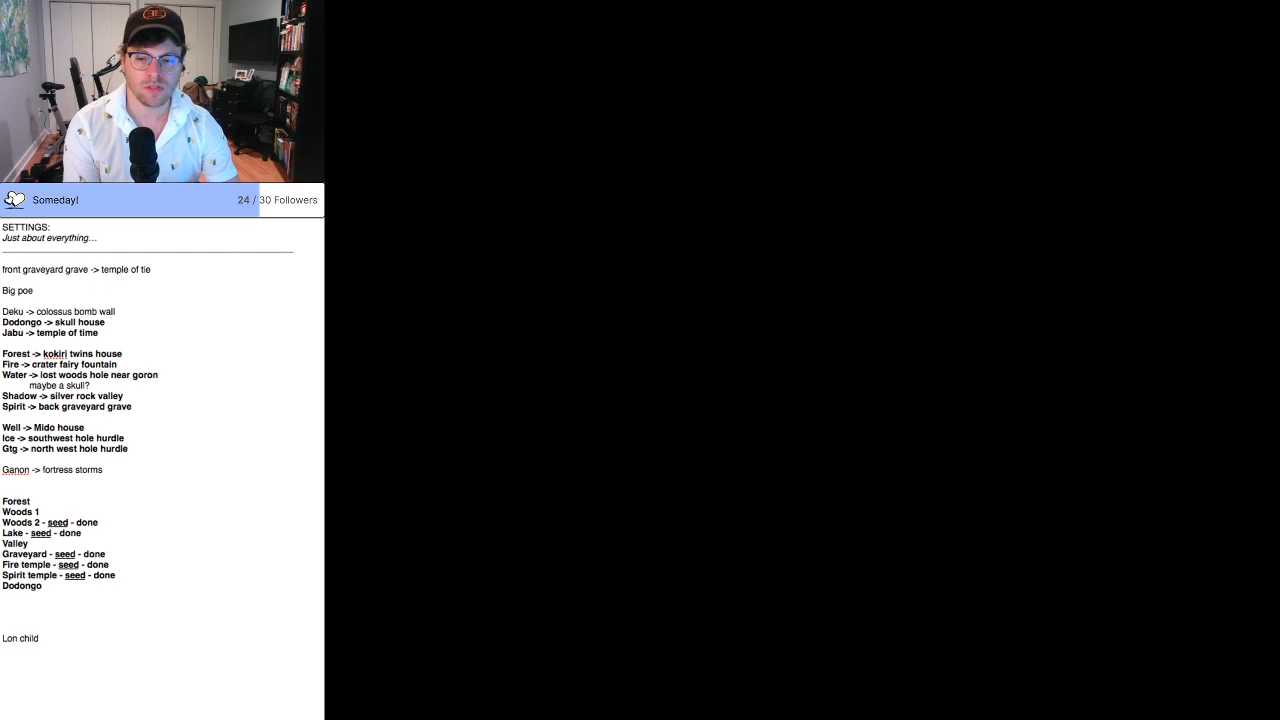 Someday!
24 / 30 Followers
SETTINGS:
Just about everything...
front graveyard grave -> temple of tie
Big poe
Deku -> colossus bomb wall
Dodongo -> skull house
Jabu -> temple of time
Forest -> kokiri twins house
Fire -> crater fairy fountain
Water -> lost woods hole near goron
maybe a skull?
Shadow -> silver rock valley
Spirit -> back graveyard grave
Well -> Mido house
Ice -> southwest hole hurdle
Gtg -> north west hole hurdle
Ganon -> fortress storms
Forest
Woods 1
Woods 2 - seed - done
Lake - seed - done
Valley
Graveyard - seed - done
Fire temple - seed - done
Spirit temple - seed - done
Dodongo
Lon child